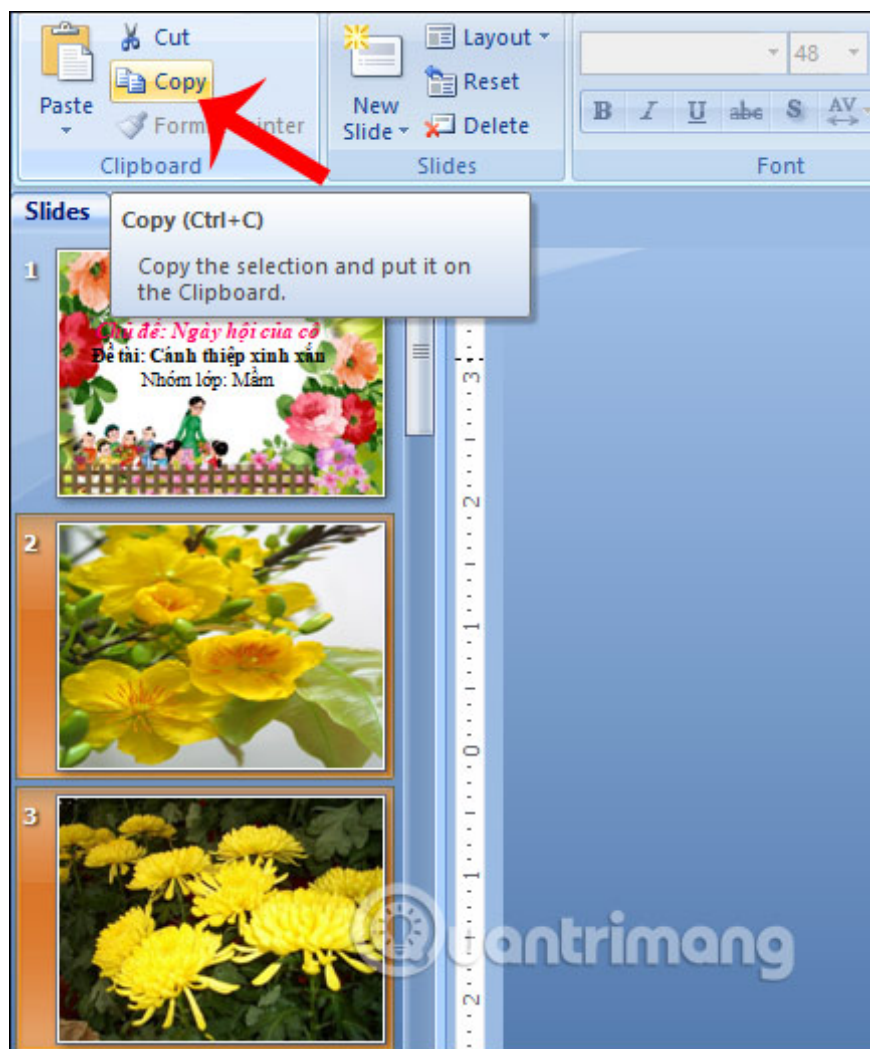 Cut
Copy
Paste
Clipboard
New
Slide
Layout
Reset
Delete
Slides
48
B I U abc S AV
Font
Slides
Copy (Ctrl+C)
Copy the selection and put it on
the Clipboard.
1
Chủ đề: Ngày hội của cô
Đề tài: Cánh thiệp xinh xắn
Nhóm lớp: Mầm
2
3
3
2
1
0
1
2
Quantrimang